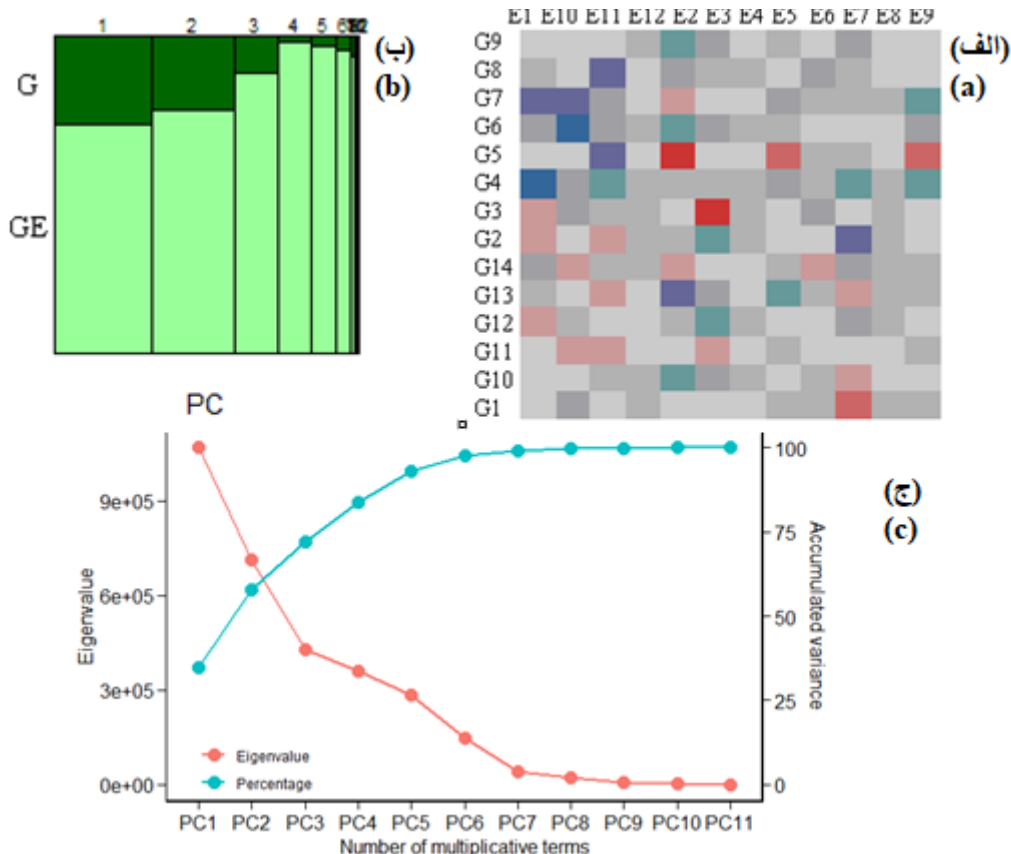 1 2 3 4 5 6
(ب)
(b)
G
GE
PC
E1 E10 E11 E12 E2 E3 E4 E5 E6 E7 E8 E9
(الف)
(a)
G9
G8
G7
G6
G5
G4
G3
G2
G14
G13
G12
G11
G10
G1
(ج)
(c)
Eigenvalue
9e+05
6e+05
3e+05
0e+00
100
75
50
25
0
Accumulated variance
Eigenvalue
Percentage
PC1 PC2 PC3 PC4 PC5 PC6 PC7 PC8 PC9 PC10 PC11
Number of multiplicative terms